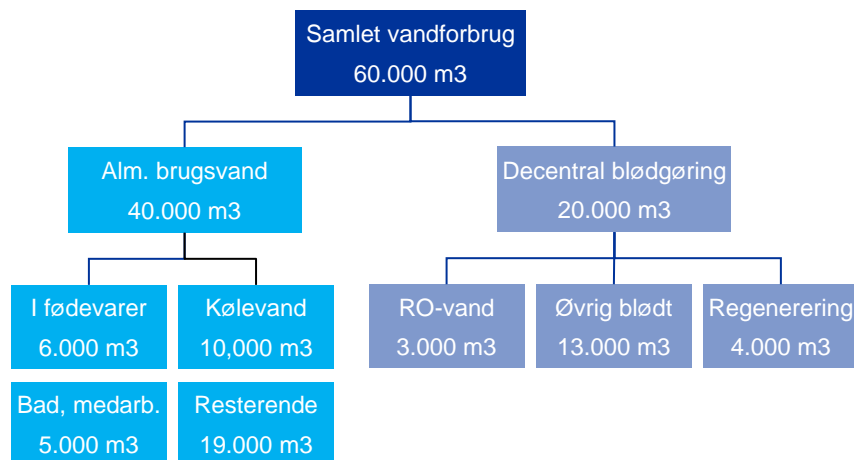 Samlet vandforbrug
60.000 m3
Alm. brugsvand
40.000 m3
Decentral blødgøring
20.000 m3
I fødevarer
6.000 m3
Kølevand
10,000 m3
RO-vand
3.000 m3
Øvrig blødt
13.000 m3
Regenerering
4.000 m3
Bad, medarb.
5.000 m3
Resterende
19.000 m3